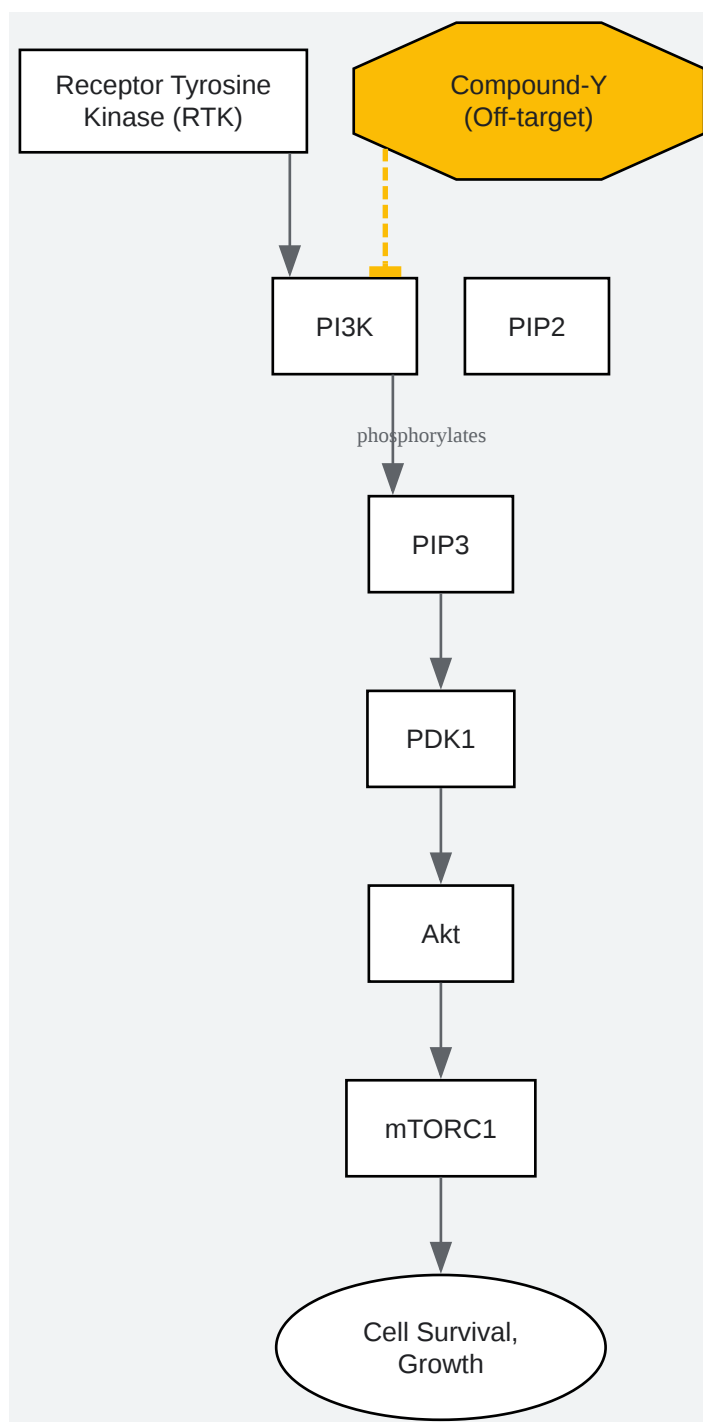 Receptor Tyrosine
Kinase (RTK)
Compound-Y
(Off-target)
PI3K
PIP2
phosphorylates
PIP3
PDK1
Akt
mTORC1
Cell Survival,
Growth